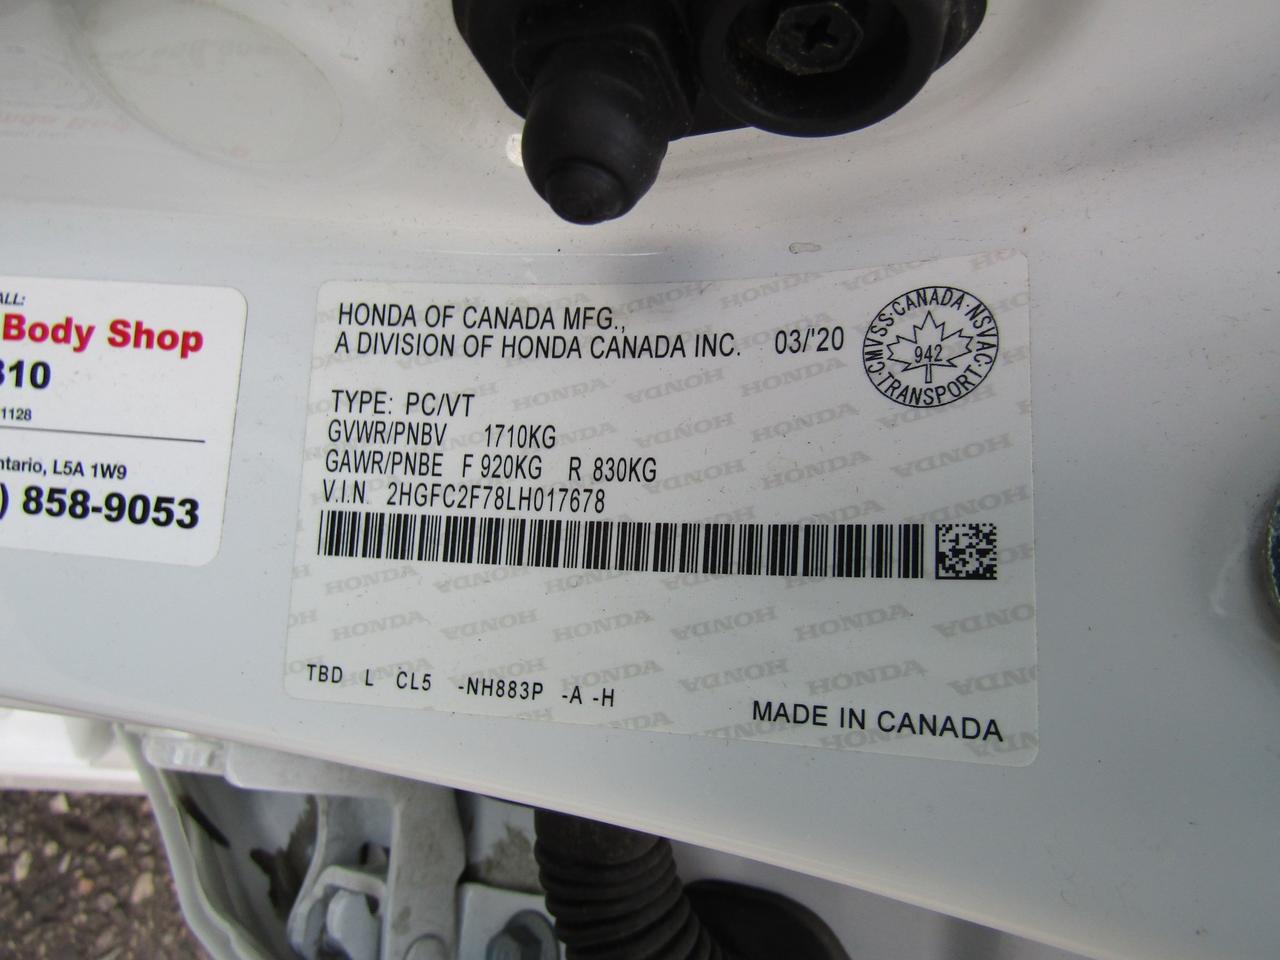 ALL:
Body Shop
310
1128
ntario, L5A 1W9
) 858-9053
HONDA OF CANADA MFG.,
A DIVISION OF HONDA CANADA INC. 03/'20
CMVSS·CANADA·NSVAC·TRANSPORT·
942
TYPE: PC/VT
GVWR/PNBV 1710KG
GAWR/PNBE F 920KG R 830KG
V.I.N. 2HGFC2F78LH017678
TBD L CL5 -NH883P -A -H
MADE IN CANADA
HONDA